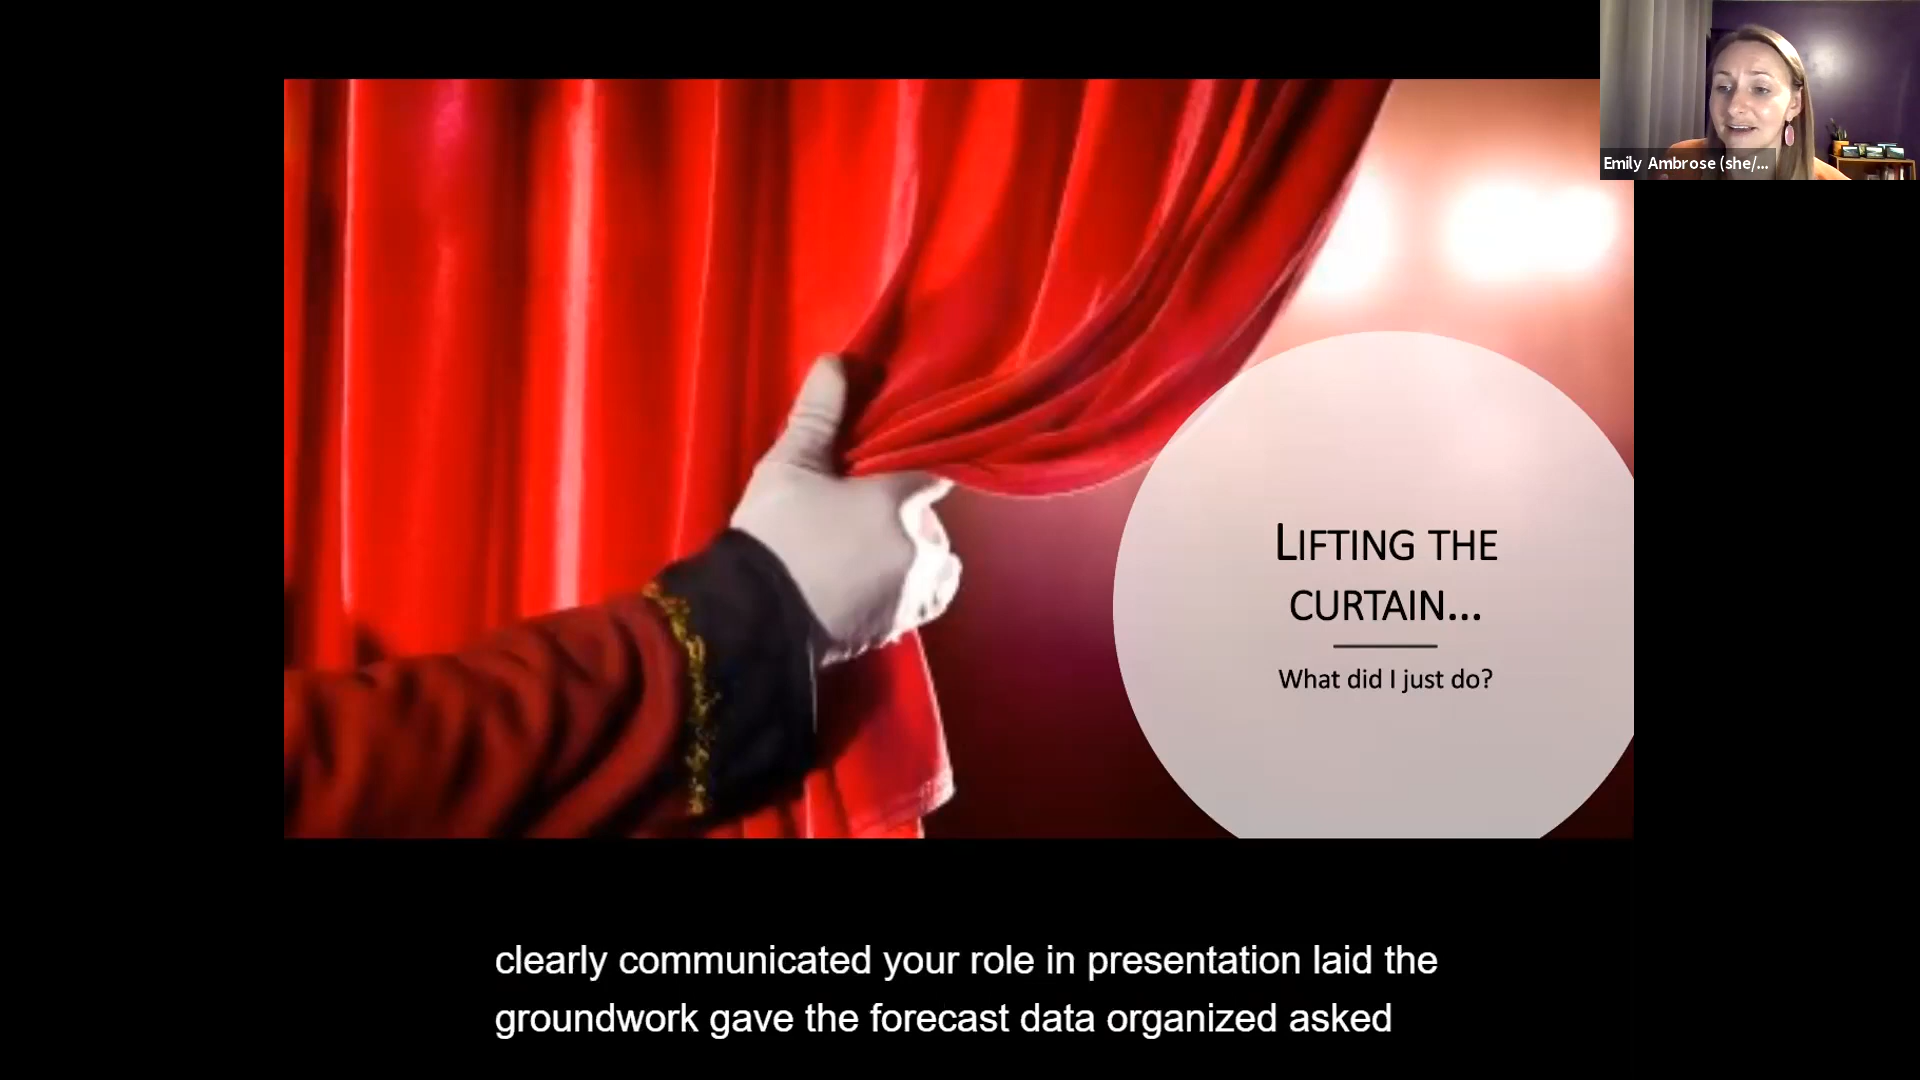 Emily Ambrose (she/...
LIFTING THE
CURTAIN...
What did I just do?
clearly communicated your role in presentation laid the
groundwork gave the forecast data organized asked